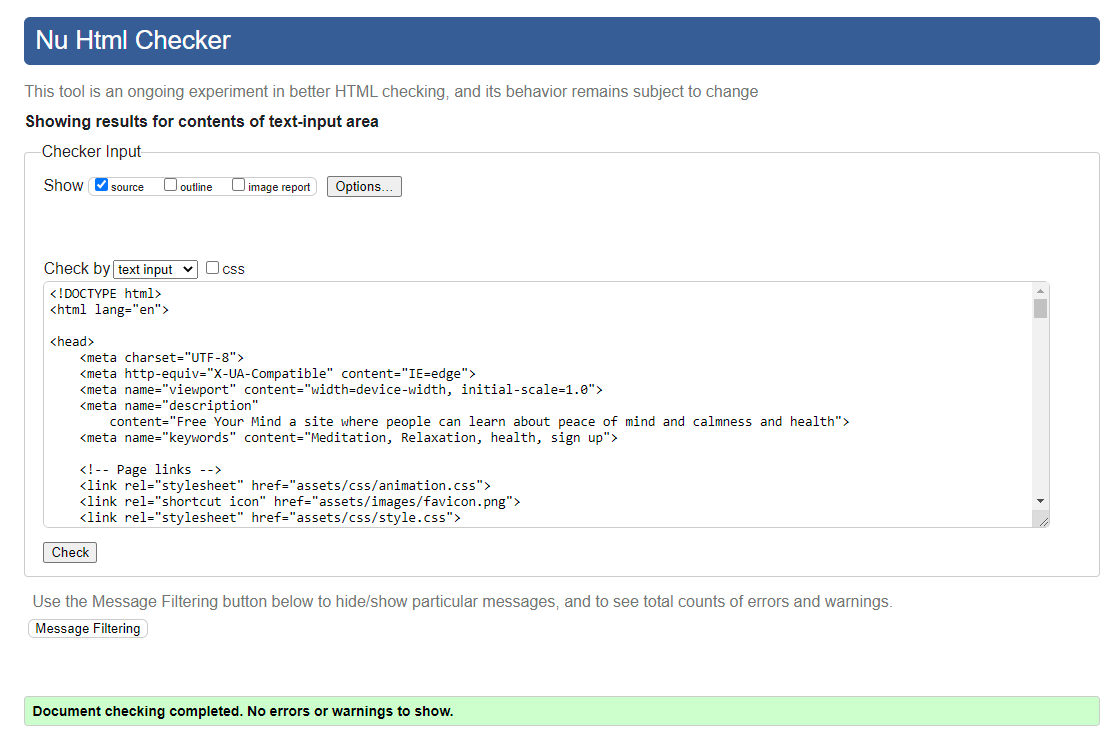 Nu Html Checker
This tool is an ongoing experiment in better HTML checking, and its behavior remains subject to change
Showing results for contents of text-input area
Checker Input
Show source outline image report Options...
Check by text input css
<!DOCTYPE html>
<html lang="en">
<head>
<meta charset="UTF-8">
<meta http-equiv="X-UA-Compatible" content="IE=edge">
<meta name="viewport" content="width=device-width, initial-scale=1.0">
<meta name="description"
content="Free Your Mind a site where people can learn about peace of mind and calmness and health">
<meta name="keywords" content="Meditation, Relaxation, health, sign up">
<!-- Page links -->
<link rel="stylesheet" href="assets/css/animation.css">
<link rel="shortcut icon" href="assets/images/favicon.png">
<link rel="stylesheet" href="assets/css/style.css">
Check
Use the Message Filtering button below to hide/show particular messages, and to see total counts of errors and warnings.
Message Filtering
Document checking completed. No errors or warnings to show.